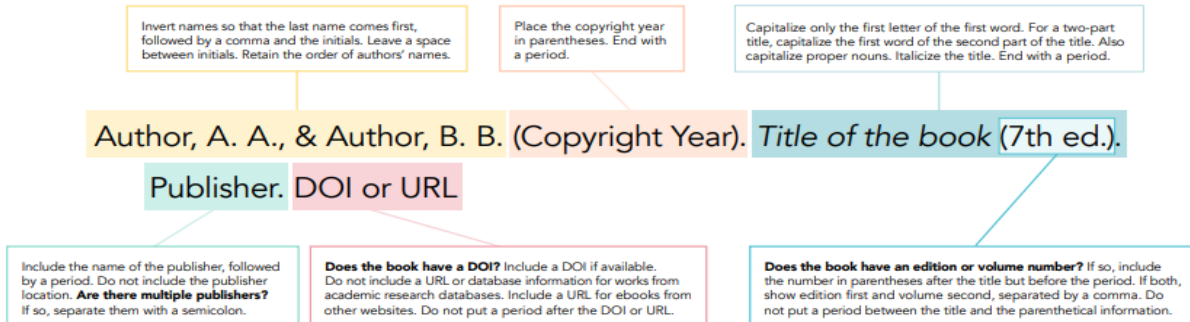 Invert names so that the last name comes first,
followed by a comma and the initials. Leave a space
between initials. Retain the order of authors' names.
Place the copyright year
in parentheses. End with
a period.
Capitalize only the first letter of the first word. For a two-part
title, capitalize the first word of the second part of the title. Also
capitalize proper nouns. Italicize the title. End with a period.
Author, A. A., & Author, B. B. (Copyright Year). Title of the book (7th ed.).
Publisher. DOI or URL
Include the name of the publisher, followed
by a period. Do not include the publisher
location. Are there multiple publishers?
If so, separate them with a semicolon.
Does the book have a DOI? Include a DOI if available.
Do not include a URL or database information for works from
academic research databases. Include a URL for ebooks from
other websites. Do not put a period after the DOI or URL.
Does the book have an edition or volume number? If so, include
the number in parentheses after the title but before the period. If both,
show edition first and volume second, separated by a comma. Do
not put a period between the title and the parenthetical information.